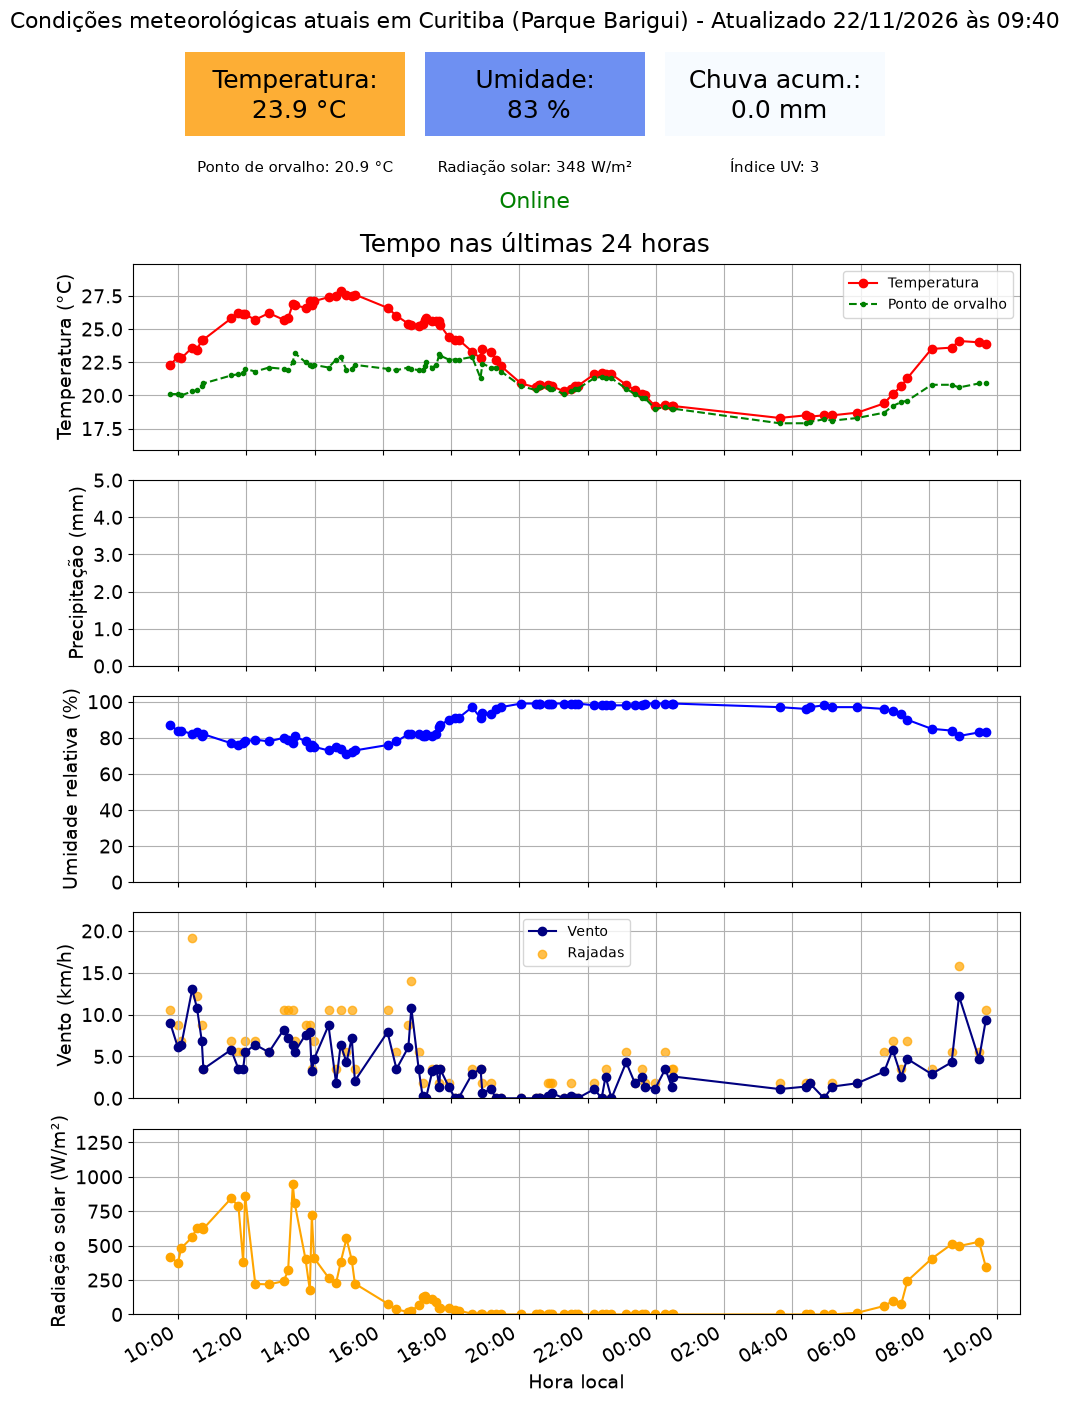 Condições meteorológicas atuais em Curitiba (Parque Barigui) - Atualizado 22/11/2026 às 09:40
Temperatura:
23.9 °C
Umidade:
83 %
Chuva acum.:
0.0 mm
Ponto de orvalho: 20.9 °C
Radiação solar: 348 W/m²
Índice UV: 3
Online
Tempo nas últimas 24 horas
Temperatura (°C)
27.5
25.0
22.5
20.0
17.5
Temperatura
Ponto de orvalho
Precipitação (mm)
5.0
4.0
3.0
2.0
1.0
0.0
Umidade relativa (%)
100
80
60
40
20
0
Vento (km/h)
20.0
15.0
10.0
5.0
0.0
Vento
Rajadas
Radiação solar (W/m²)
1250
1000
750
500
250
0
10:00
12:00
14:00
16:00
18:00
20:00
22:00
00:00
02:00
04:00
06:00
08:00
10:00
Hora local